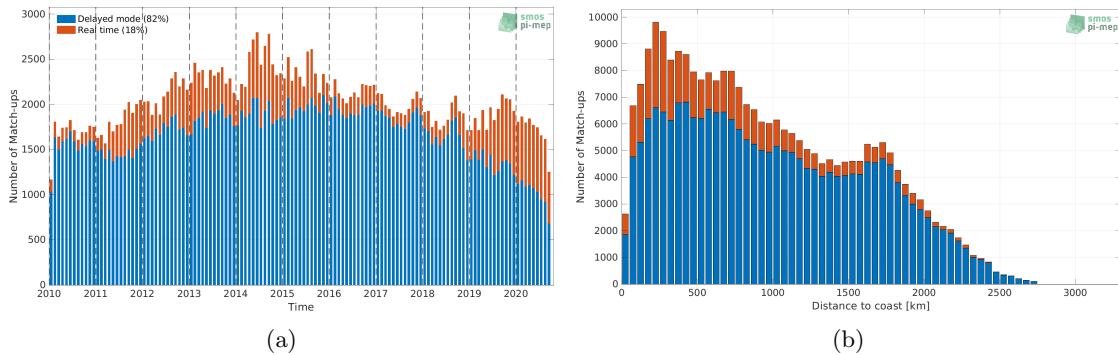 3000
2500
2000
1500
1000
500
0
Number of Match-ups
Delayed mode (82%)
Real time (18%)
smos
pi-mep
2010 2011 2012 2013 2014 2015 2016 2017 2018 2019 2020
Time
(a)
10000
9000
8000
7000
6000
5000
4000
3000
2000
1000
0
Number of Match-ups
smos
pi-mep
0 500 1000 1500 2000 2500 3000
Distance to coast [km]
(b)